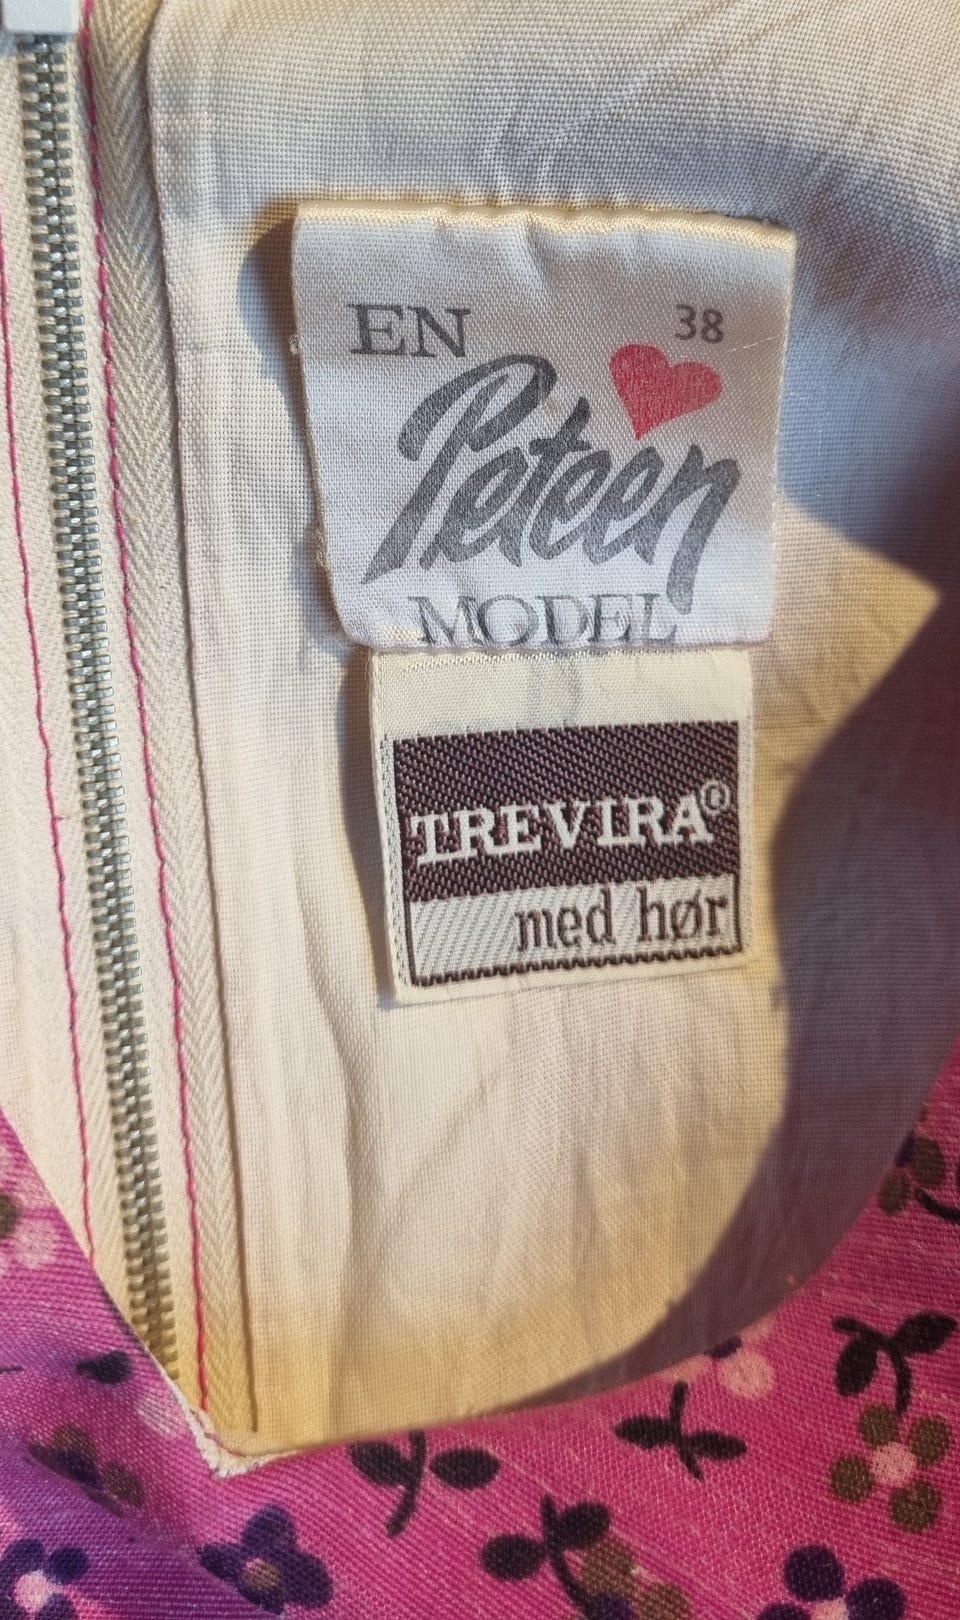 EN 38
Peteen
MODEL
TREVIRA®
med hør